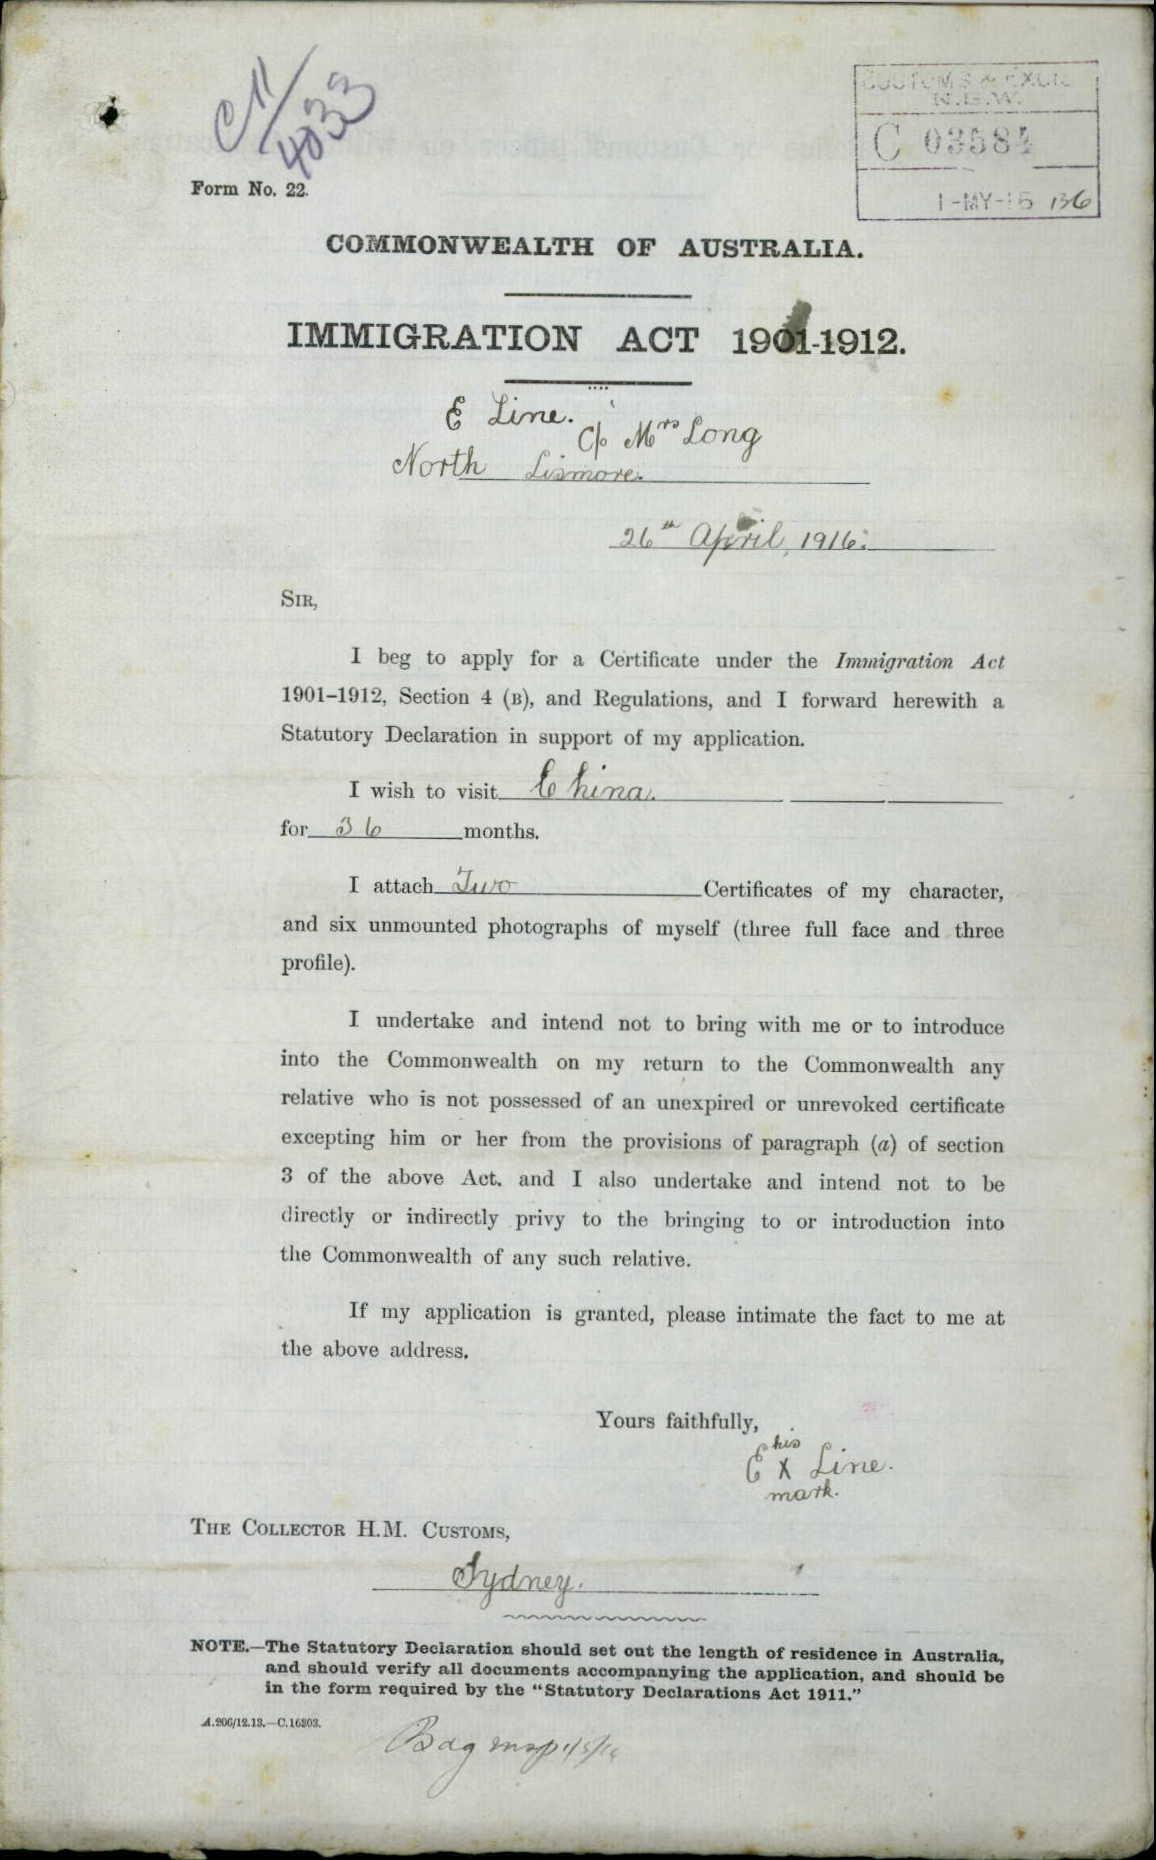 C11/4033
CUSTOMS & EXCISE
N.S.W.
C 03584
1-MY-16 B6
Form No. 22.
COMMONWEALTH OF AUSTRALIA.
IMMIGRATION ACT 1901-1912.
E Line.
C/o Mrs Long
North Lismore.
26th April, 1916.
SIR,
I beg to apply for a Certificate under the Immigration Act
1901–1912, Section 4 (B), and Regulations, and I forward herewith a
Statutory Declaration in support of my application.
I wish to visit China.
for 36 months.
I attach Two Certificates of my character,
and six unmounted photographs of myself (three full face and three
profile).
I undertake and intend not to bring with me or to introduce
into the Commonwealth on my return to the Commonwealth any
relative who is not possessed of an unexpired or unrevoked certificate
excepting him or her from the provisions of paragraph (a) of section
3 of the above Act, and I also undertake and intend not to be
directly or indirectly privy to the bringing to or introduction into
the Commonwealth of any such relative.
If my application is granted, please intimate the fact to me at
the above address.
Yours faithfully,
his
E X Line.
mark.
THE COLLECTOR H.M. CUSTOMS,
Sydney.
NOTE.—The Statutory Declaration should set out the length of residence in Australia,
and should verify all documents accompanying the application, and should be
in the form required by the "Statutory Declarations Act 1911."
A.206/12.13.—C.16303.